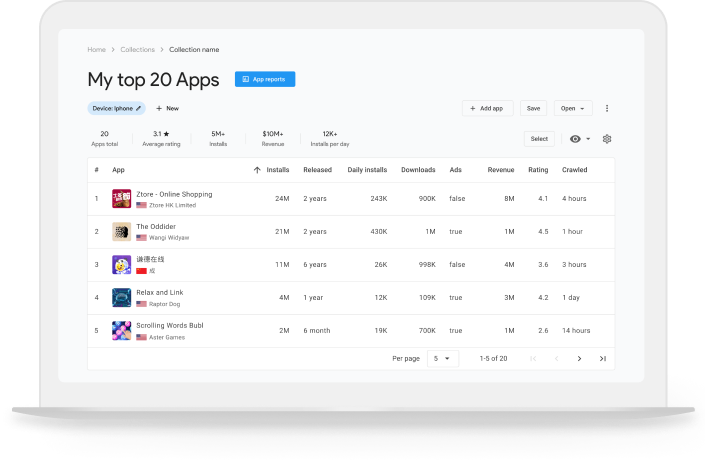 Home > Collections > Collection name
My top 20 Apps
App reports
Device: Iphone
+ New
+ Add app
Save
Open
20
Apps total
3.1 ★
Average rating
5M+
Installs
$10M+
Revenue
12K+
Installs per day
Select
# App ↑ Installs Released Daily installs Downloads Ads Revenue Rating Crawled
1 Ztore - Online Shopping 24M 2 years 243K 900K false 8M 4.1 4 hours
Ztore HK Limited
2 The Oddider 21M 2 years 430K 1M true 1M 4.5 1 hour
Wangi Widyaw
3 谦德在线 11M 6 years 26K 998K false 4M 3.6 3 hours
成
4 Relax and Link 4M 1 year 12K 109K true 3M 4.2 1 day
Raptor Dog
5 Scrolling Words Bubl 2M 6 month 19K 700K true 1M 2.6 14 hours
Aster Games
Per page 5 1-5 of 20